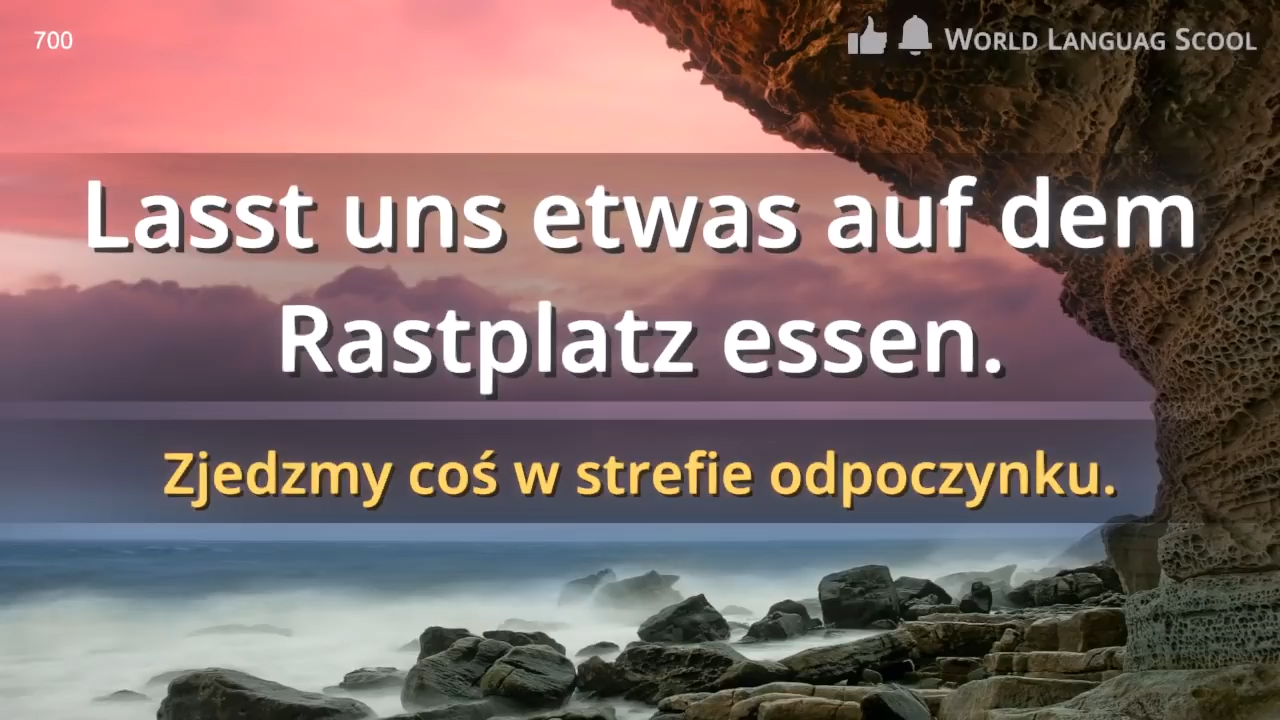 700
World Languag Scool
Lasst uns etwas auf dem
Rastplatz essen.
Zjedzmy coś w strefie odpoczynku.